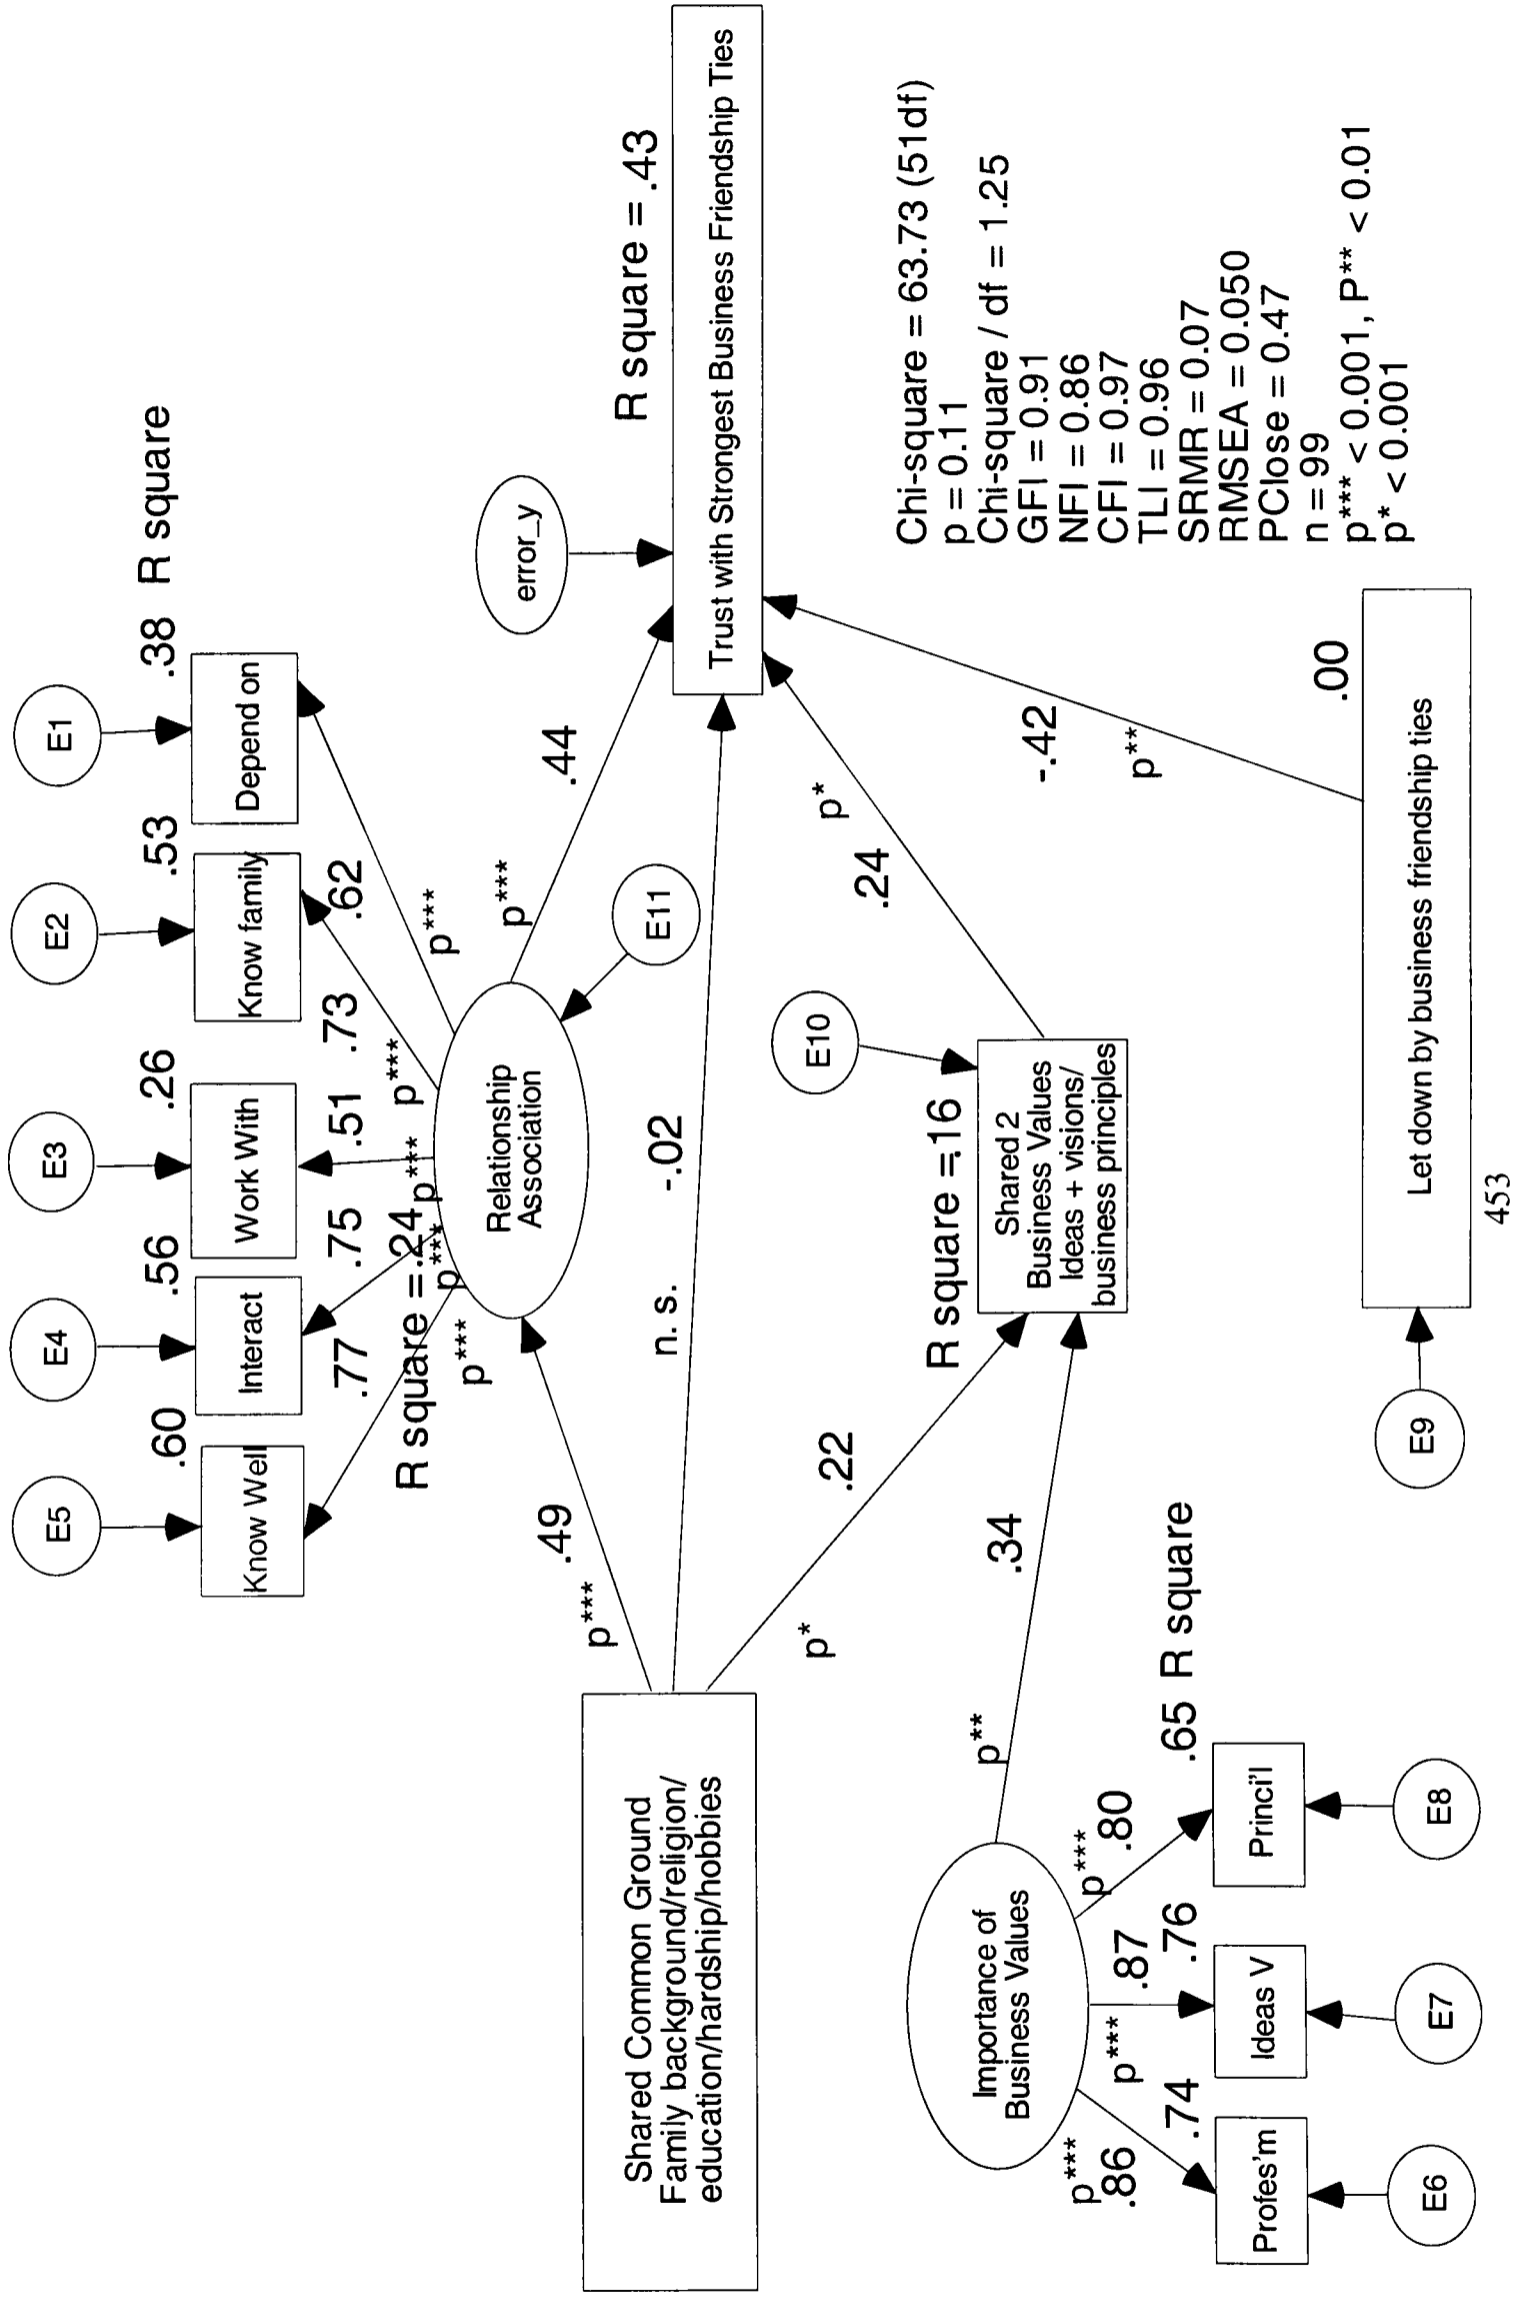 E5
E4
E3
E2
E1
.60
.56
.26
.53
.38 R square
Know Well
Interact
Work With
Know family
Depend on
.77
.75
.51
.73
.62
R square =.24
p***
p***
p***
p***
p***
Relationship
Association
p***
.44
error_y
R square = .43
Trust with Strongest Business Friendship Ties
.49
p***
E11
Shared Common Ground
Family background/religion/
education/hardship/hobbies
n. s.
-.02
.22
p*
E10
R square =.16
.24
p*
Shared 2
Business Values
Ideas + visions/
business principles
Importance of
Business Values
p**
.34
p***
.86
p***
.87
p***
.80
.74
.76
.65 R square
Profes'm
Ideas V
Princi'l
E6
E7
E8
-.42
p**
.00
E9
Let down by business friendship ties
Chi-square = 63.73 (51df)
p = 0.11
Chi-square / df = 1.25
GFI = 0.91
NFI = 0.86
CFI = 0.97
TLI = 0.96
SRMR = 0.07
RMSEA = 0.050
PClose = 0.47
n = 99
p*** < 0.001, P** < 0.01
p* < 0.001
453